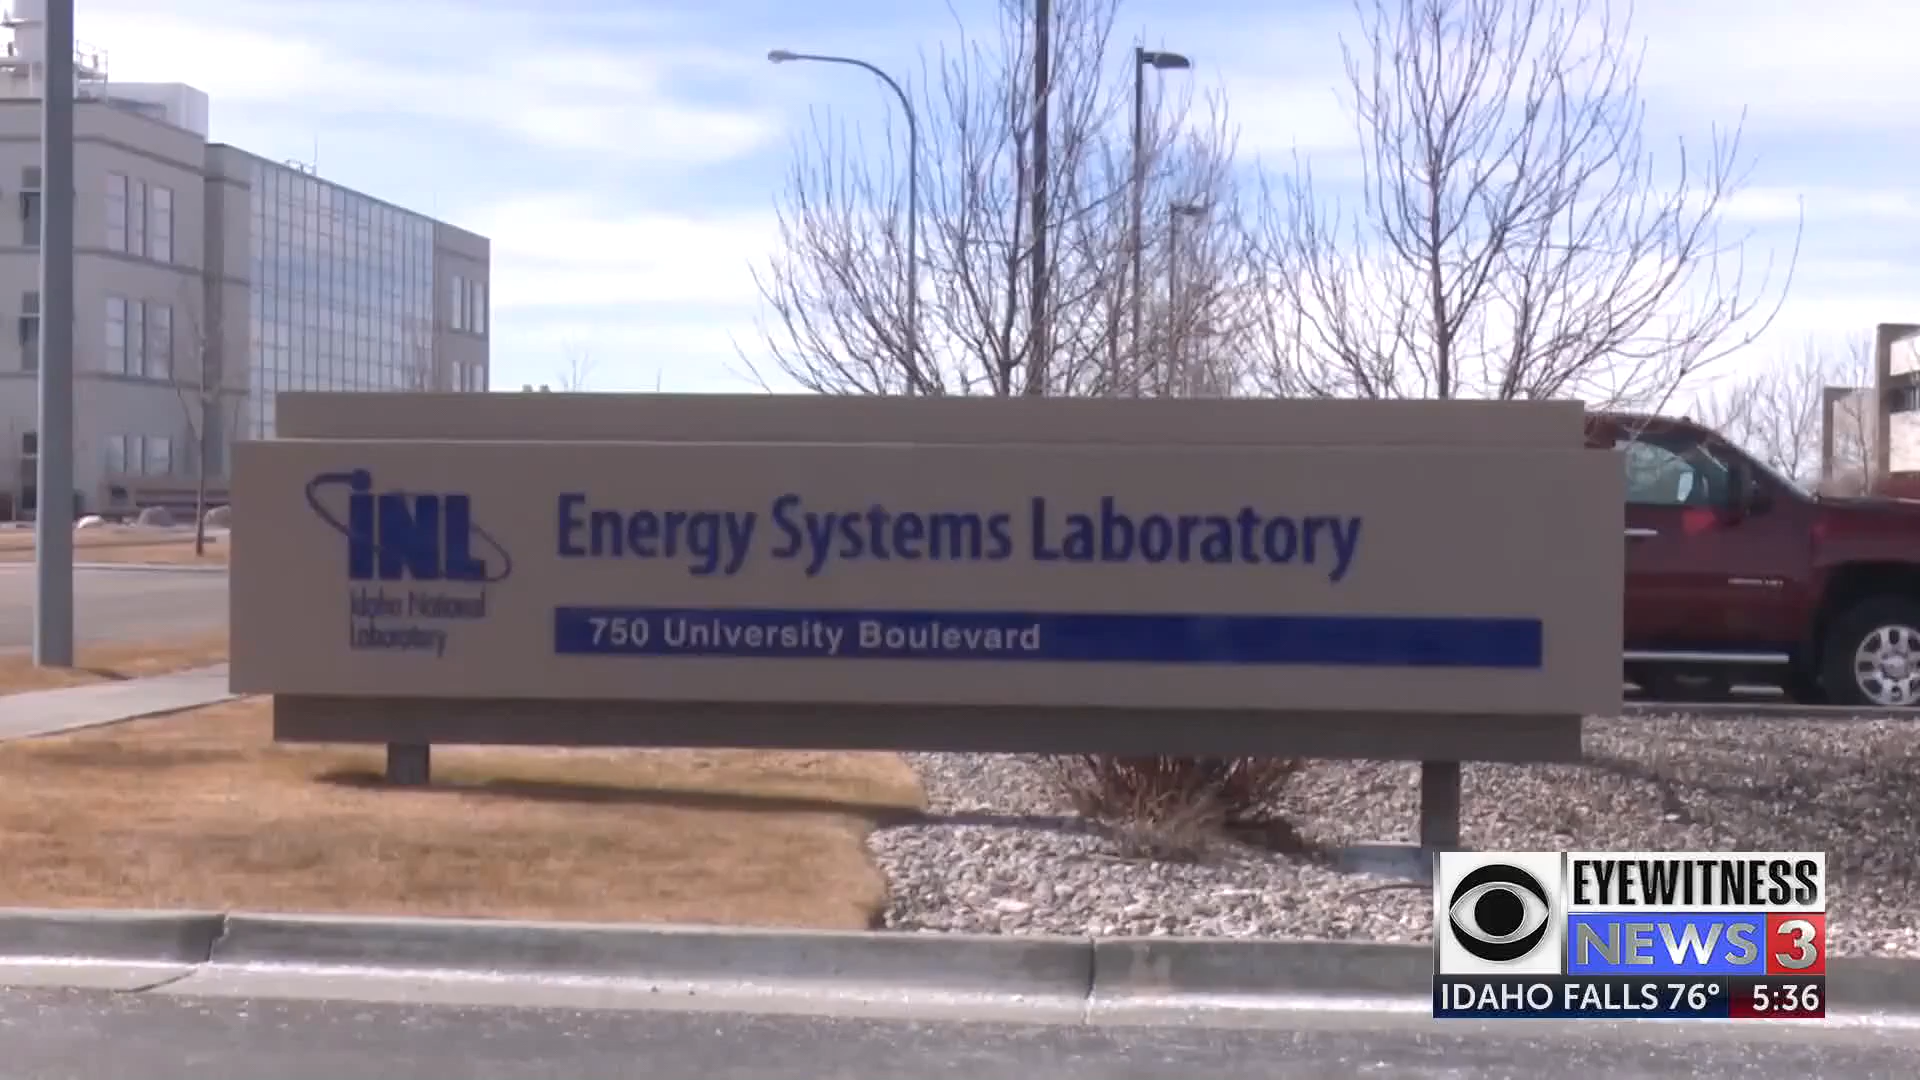 INL
Idaho National
Laboratory
Energy Systems Laboratory
750 University Boulevard
EYEWITNESS
NEWS 3
IDAHO FALLS 76° 5:36